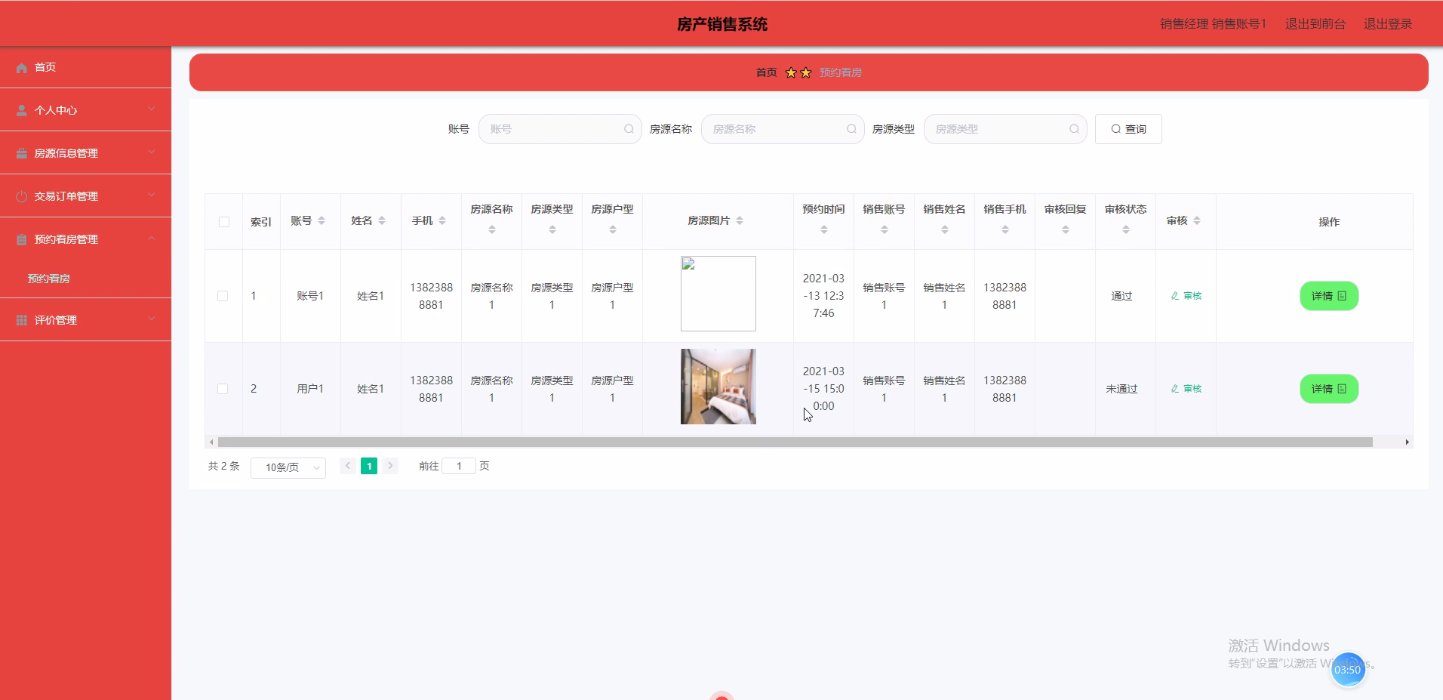 房产销售系统
销售经理 销售账号1 退出到前台 退出登录
首页
个人中心
房源信息管理
交易订单管理
预约看房管理
预约看房
评价管理
首页 预约看房
账号 账号 房源名称 房源名称 房源类型 房源类型 查询
索引 账号 姓名 手机 房源名称 房源类型 房源户型 房源图片 预约时间 销售账号 销售姓名 销售手机 审核回复 审核状态 审核 操作
1 账号1 姓名1 1382388 房源名称 房源类型 房源户型 2021-03 销售账号 销售姓名 1382388 通过 审核 详情
8881 1 1 1 -13 12:3 1 1 8881
7:46
2 用户1 姓名1 1382388 房源名称 房源类型 房源户型 2021-03 销售账号 销售姓名 1382388 未通过 审核 详情
8881 1 1 1 -15 15:0 1 1 8881
0:00
共 2 条 10条/页 1 前往 1 页
激活 Windows
转到"设置"以激活 W
03:50